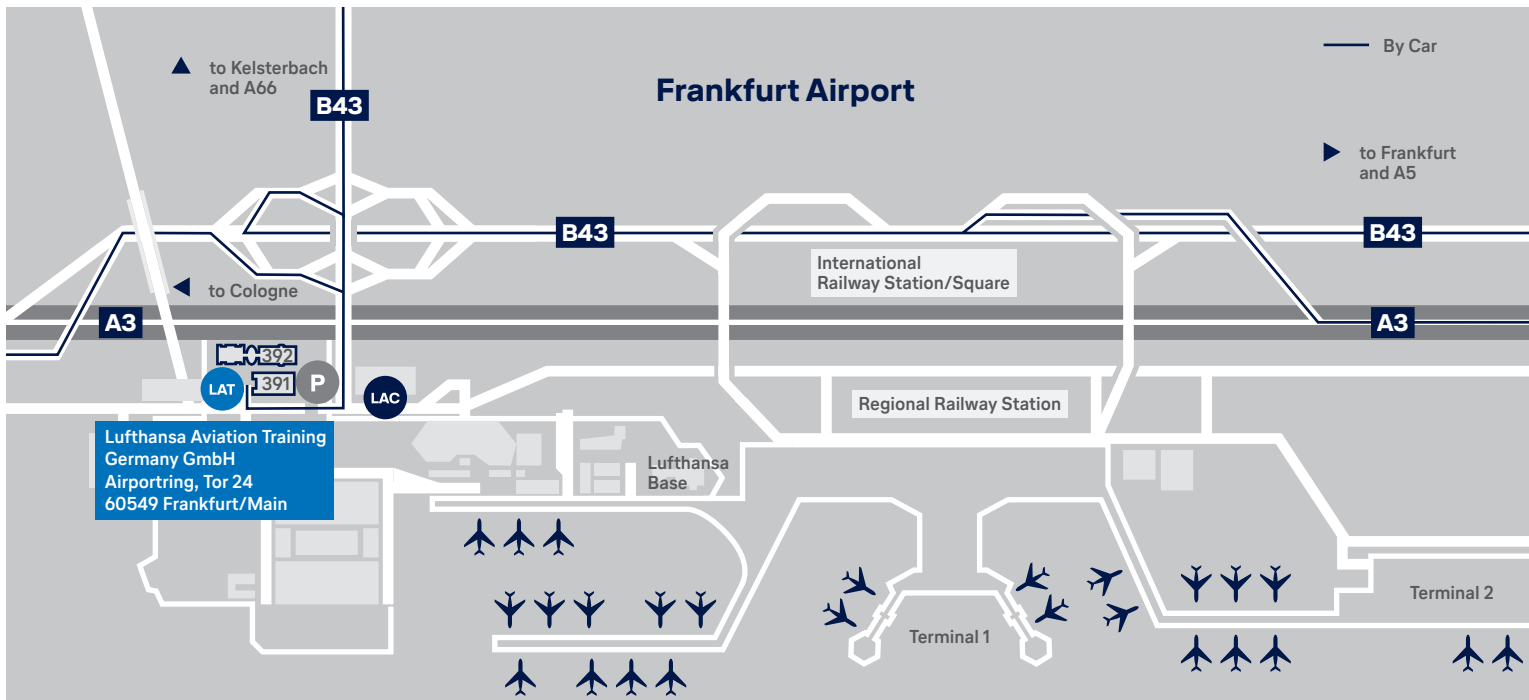 By Car
to Kelsterbach
and A66
Frankfurt Airport
B43
to Frankfurt
and A5
B43
B43
International
Railway Station/Square
to Cologne
A3
A3
392
391
P
LAT
LAC
Regional Railway Station
Lufthansa Aviation Training
Germany GmbH
Airportring, Tor 24
60549 Frankfurt/Main
Lufthansa
Base
Terminal 2
Terminal 1